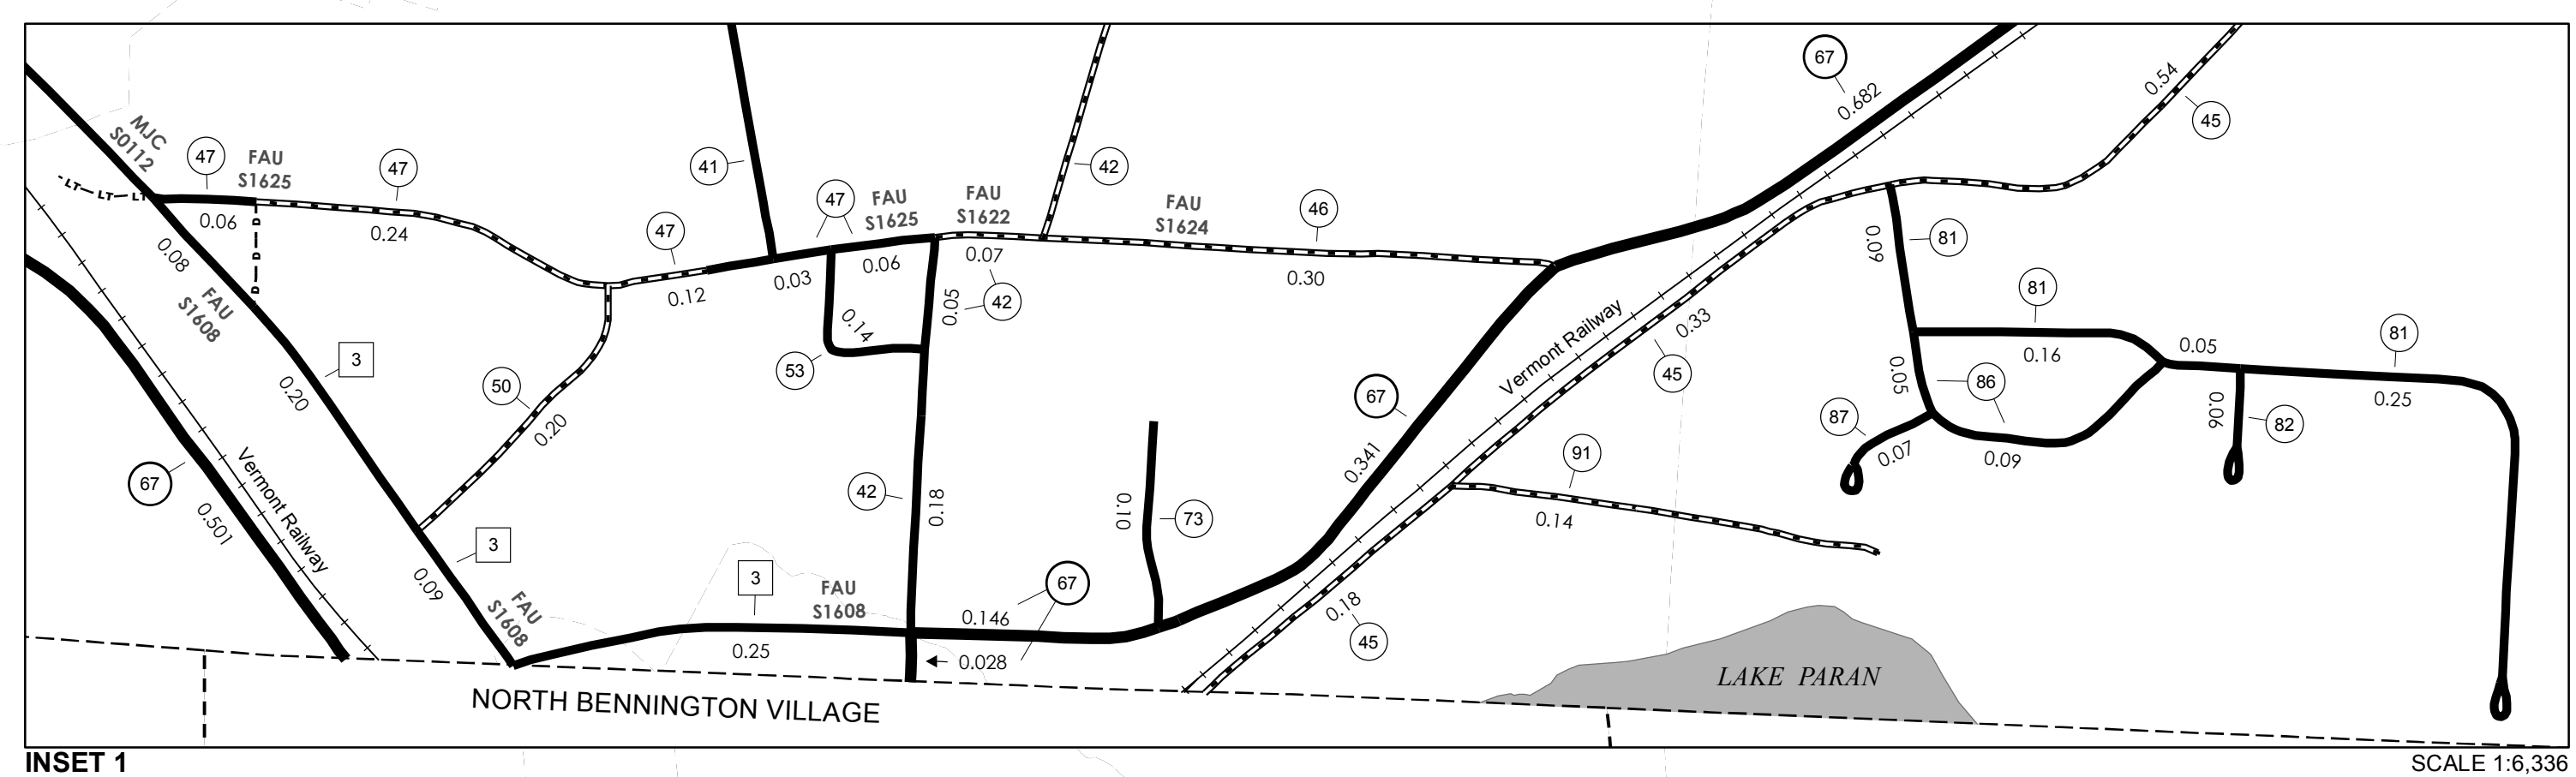 67
0.682
0.54
45
MJC
S0112
47
FAU
S1625
47
41
42
LT LT LT
0.06
0.24
D D D
47
47
FAU
S1625
FAU
S1622
FAU
S1624
46
0.08
FAU
S1608
0.12
0.03
0.06
0.07
0.30
42
0.05
0.14
53
81
0.09
81
0.16
0.05
81
0.25
Vermont Railway
0.33
45
3
0.20
50
0.20
67
0.341
0.05
86
87
0.07
0.09
0.06
82
67
0.501
Vermont Railway
42
0.18
0.10
73
91
0.14
3
0.09
FAU
S1608
3
FAU
S1608
0.25
67
0.146
0.028
0.18
45
LAKE PARAN
NORTH BENNINGTON VILLAGE
INSET 1
SCALE 1:6,336